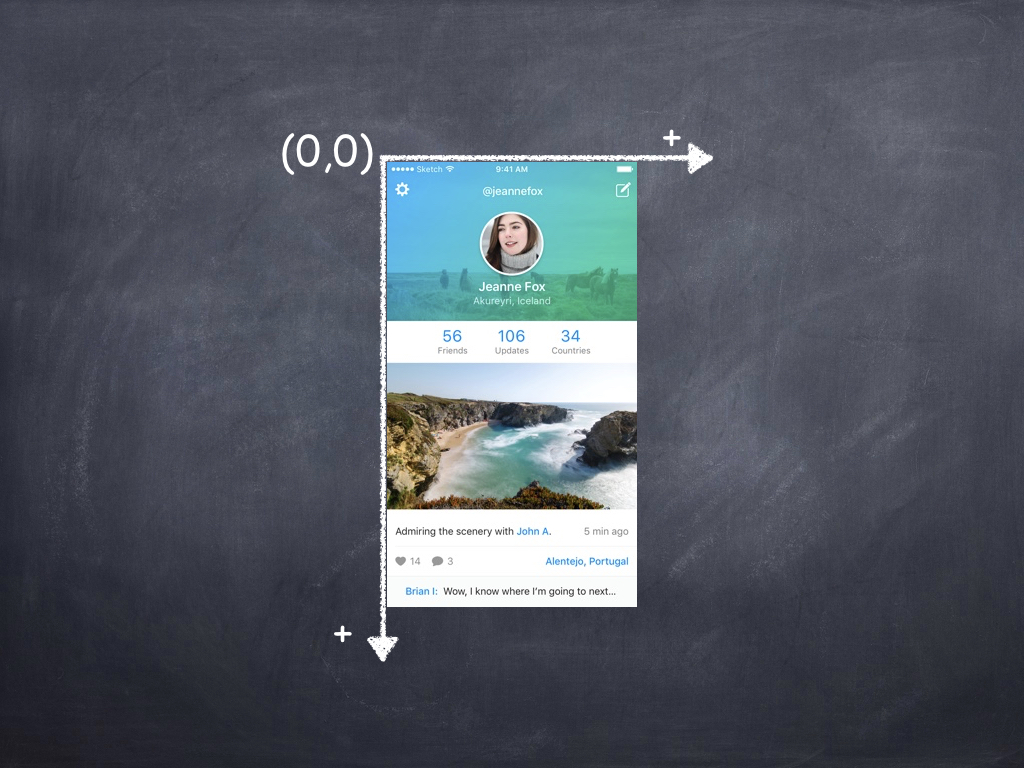 +
(0,0)
Sketch 9:41 AM
@jeannefox
Jeanne Fox
Akureyri, Iceland
56 106 34
Friends Updates Countries
Admiring the scenery with John A. 5 min ago
14 3 Alentejo, Portugal
Brian I: Wow, I know where I'm going to next...
+